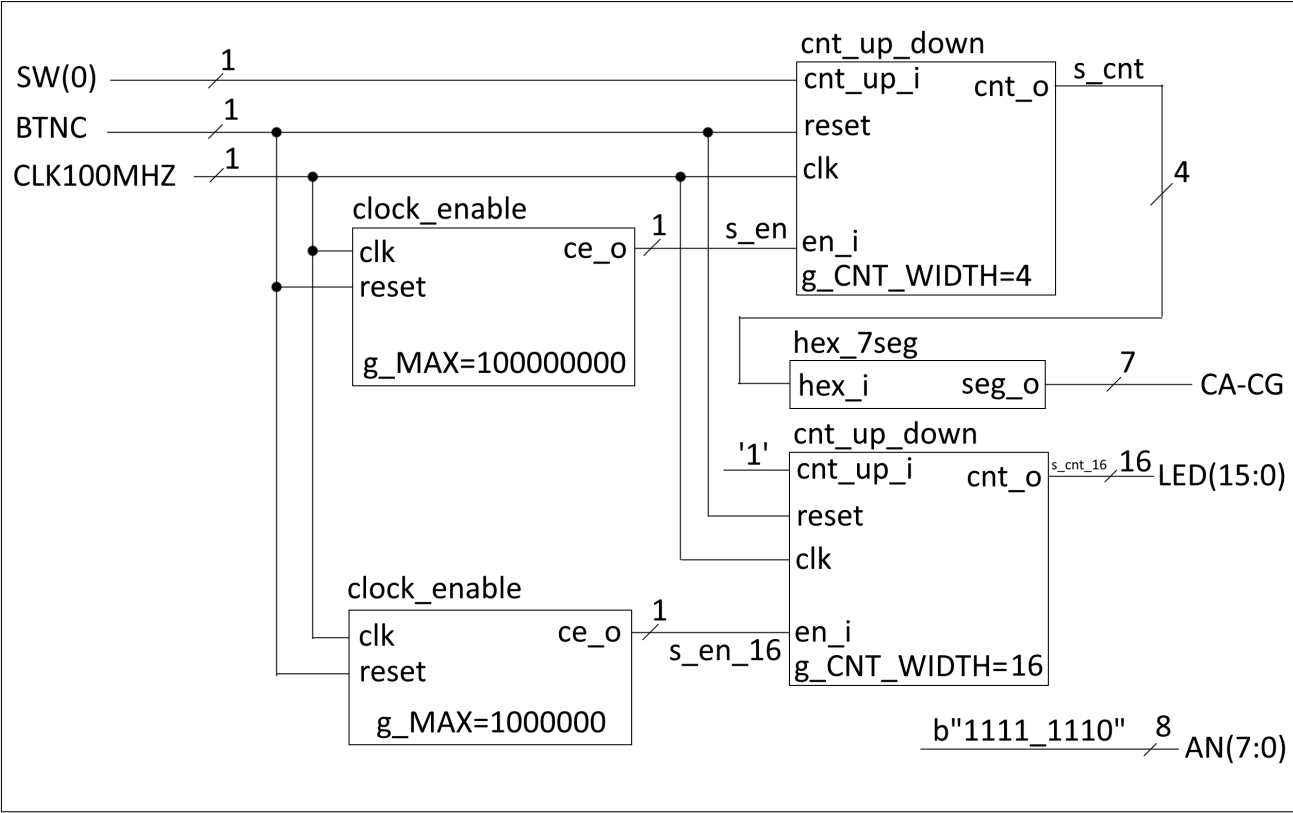 SW(0)
1
BTNC
1
CLK100MHZ
1
cnt_up_down
cnt_up_i
cnt_o
reset
clk
en_i
g_CNT_WIDTH=4
s_cnt
4
clock_enable
clk
ce_o
reset
g_MAX=100000000
1
s_en
hex_7seg
hex_i
seg_o
7
CA-CG
cnt_up_down
'1'
cnt_up_i
cnt_o
reset
clk
en_i
g_CNT_WIDTH=16
s_cnt_16
16
LED(15:0)
clock_enable
clk
ce_o
reset
g_MAX=1000000
1
s_en_16
b"1111_1110"
8
AN(7:0)